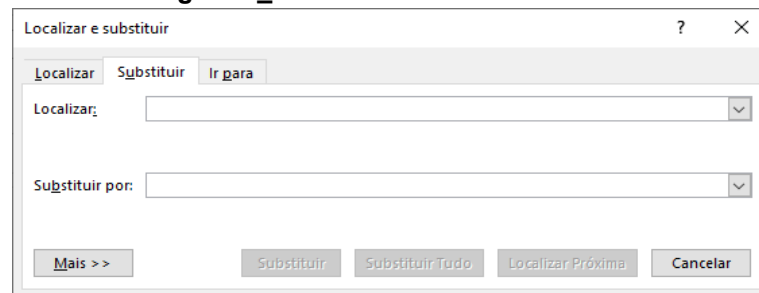 Localizar e substituir ? ×
Localizar Substituir Ir para
Localizar:
Substituir por:
Mais >> Substituir Substituir Tudo Localizar Próxima Cancelar